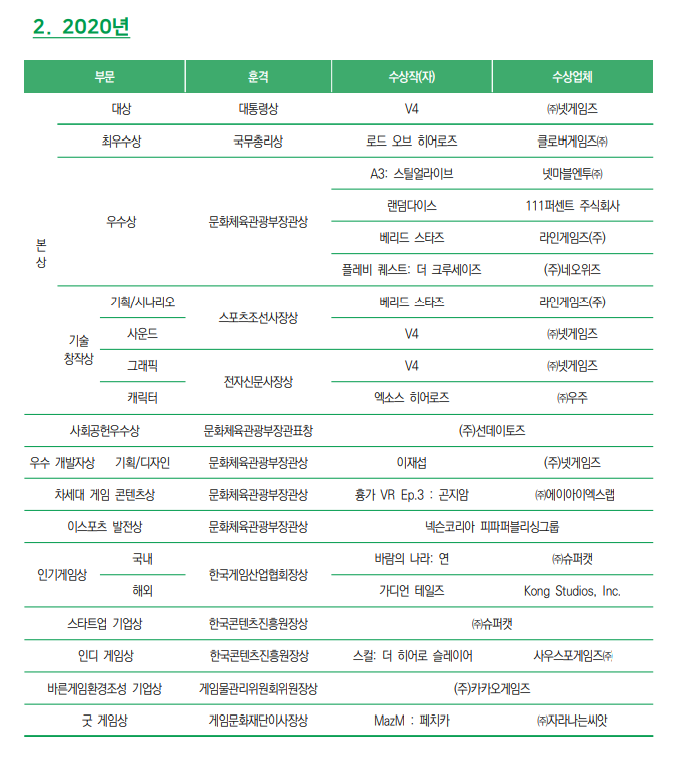 2. 2020년
부문 훈격 수상작(자) 수상업체
본상
대상 대통령상 V4 ㈜넷게임즈
최우수상 국무총리상 로드 오브 히어로즈 클로버게임즈㈜
우수상 문화체육관광부장관상
A3: 스틸얼라이브 넷마블엔투㈜
랜덤다이스 111퍼센트 주식회사
베리드 스타즈 라인게임즈(주)
플레비 퀘스트: 더 크루세이즈 (주)네오위즈
기술
창작상
기획/시나리오 스포츠조선사장상 베리드 스타즈 라인게임즈(주)
사운드 V4 ㈜넷게임즈
그래픽 전자신문사장상 V4 ㈜넷게임즈
캐릭터 엑소스 히어로즈 ㈜우주
사회공헌우수상 문화체육관광부장관표창 (주)선데이토즈
우수 개발자상 기획/디자인 문화체육관광부장관상 이재섭 (주)넷게임즈
차세대 게임 콘텐츠상 문화체육관광부장관상 흉가 VR Ep.3 : 곤지암 ㈜에이아이엑스랩
이스포츠 발전상 문화체육관광부장관상 넥슨코리아 피파퍼블리싱그룹
인기게임상 한국게임산업협회장상
국내 바람의 나라: 연 ㈜슈퍼캣
해외 가디언 테일즈 Kong Studios, Inc.
스타트업 기업상 한국콘텐츠진흥원장상 ㈜슈퍼캣
인디 게임상 한국콘텐츠진흥원장상 스컬: 더 히어로 슬레이어 사우스포게임즈㈜
바른게임환경조성 기업상 게임물관리위원회위원장상 (주)카카오게임즈
굿 게임상 게임문화재단이사장상 MazM : 페치카 ㈜자라나는씨앗